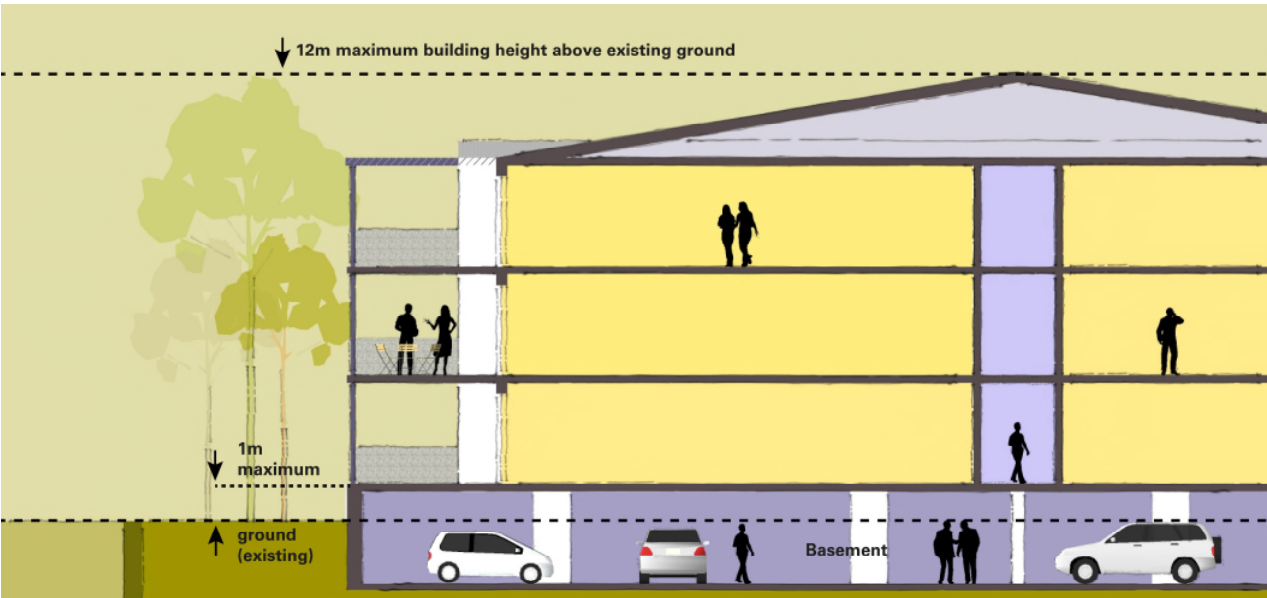 12m maximum building height above existing ground
1m
maximum
ground
(existing)
Basement